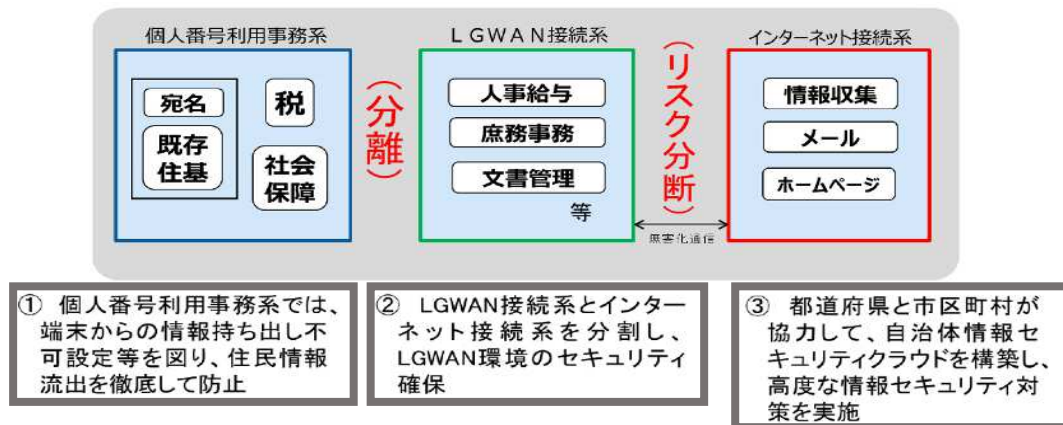 個人番号利用事務系
宛名
既存
住基
税
社会
保障
（分離）
ＬＧＷＡＮ接続系
人事給与
庶務事務
文書管理
等
（リスク分断）
無害化通信
インターネット接続系
情報収集
メール
ホームページ
① 個人番号利用事務系では、
端末からの情報持ち出し不
可設定等を図り、住民情報
流出を徹底して防止
② LGWAN接続系とインター
ネット接続系を分割し、
LGWAN環境のセキュリティ
確保
③ 都道府県と市区町村が
協力して、自治体情報セ
キュリティクラウドを構築し、
高度な情報セキュリティ対
策を実施